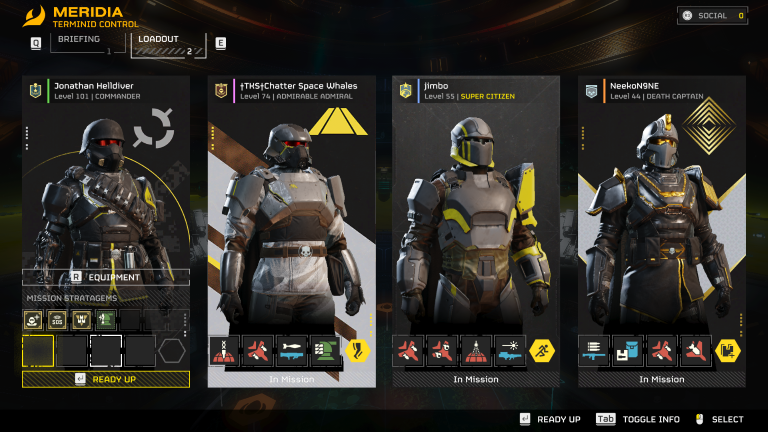 MERIDIA
TERMINID CONTROL
SOCIAL 0
Q
BRIEFING
1
LOADOUT
2
E
Jonathan Helldiver
Level 101 | COMMANDER
R EQUIPMENT
MISSION STRATAGEMS
SOS
READY UP
†TKS†Chatter Space Whales
Level 74 | ADMIRABLE ADMIRAL
In Mission
jimbo
Level 55 | SUPER CITIZEN
In Mission
NeekoN9NE
Level 44 | DEATH CAPTAIN
In Mission
READY UP
Tab TOGGLE INFO
SELECT